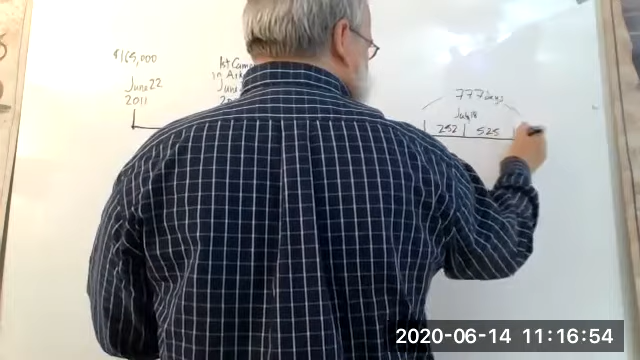 $165,000
June 22
2011
1st Camp
in Ark
June
777 days
July 18
252 525
2020-06-14 11:16:54